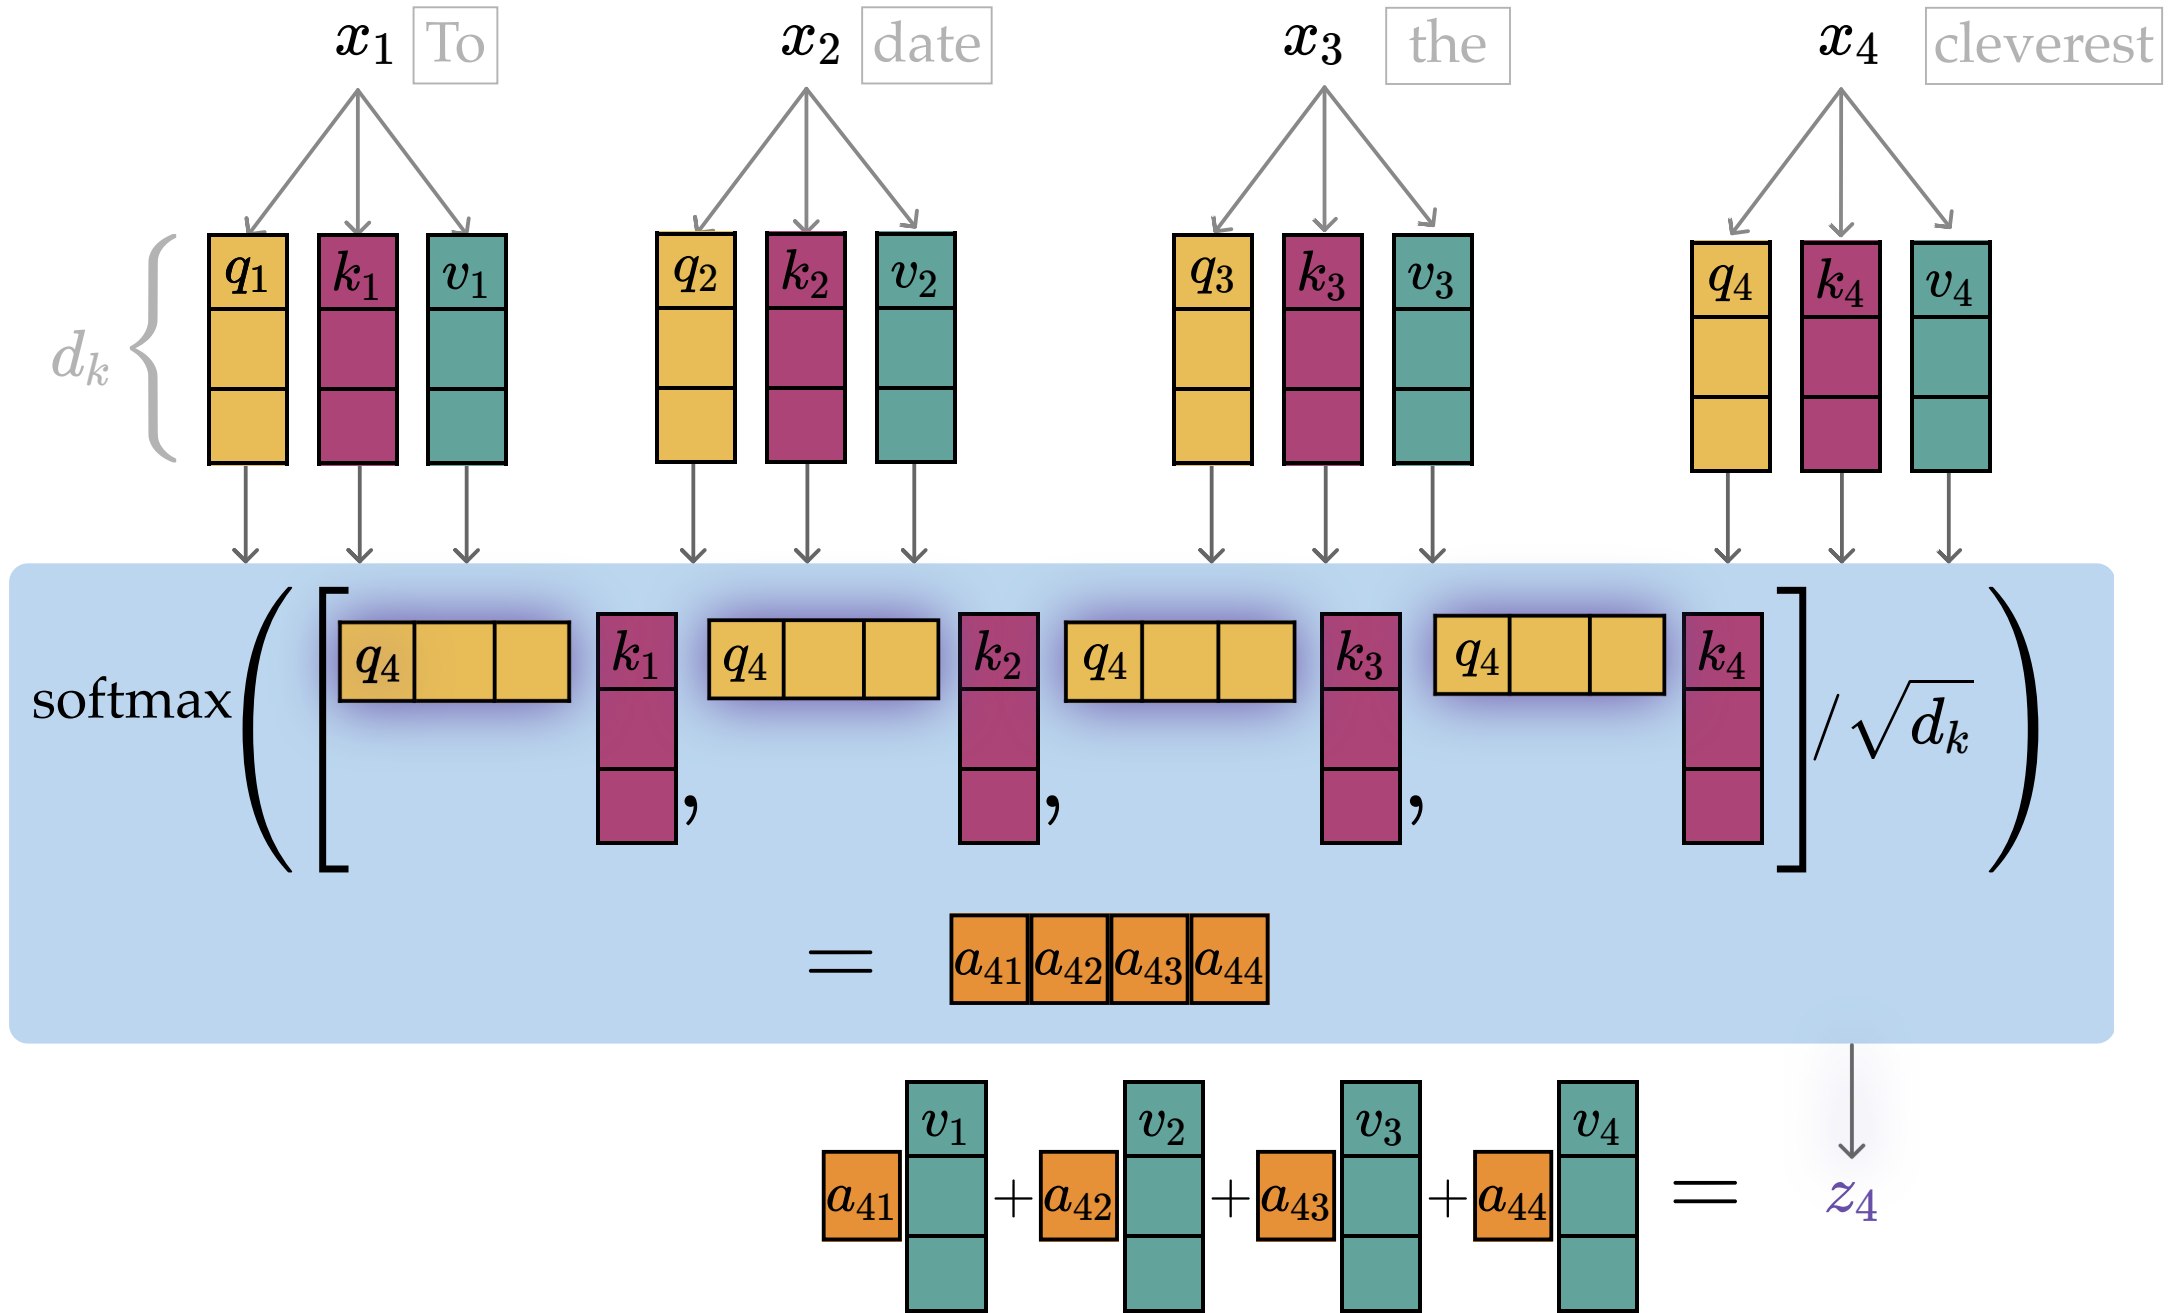 x₁ To x₂ date x₃ the x₄ cleverest
q₁ k₁ v₁ q₂ k₂ v₂ q₃ k₃ v₃ q₄ k₄ v₄
dₖ
softmax([q₄ k₁, q₄ k₂, q₄ k₃, q₄ k₄]/√dₖ)
= a₄₁ a₄₂ a₄₃ a₄₄
a₄₁ v₁ + a₄₂ v₂ + a₄₃ v₃ + a₄₄ v₄ = z₄